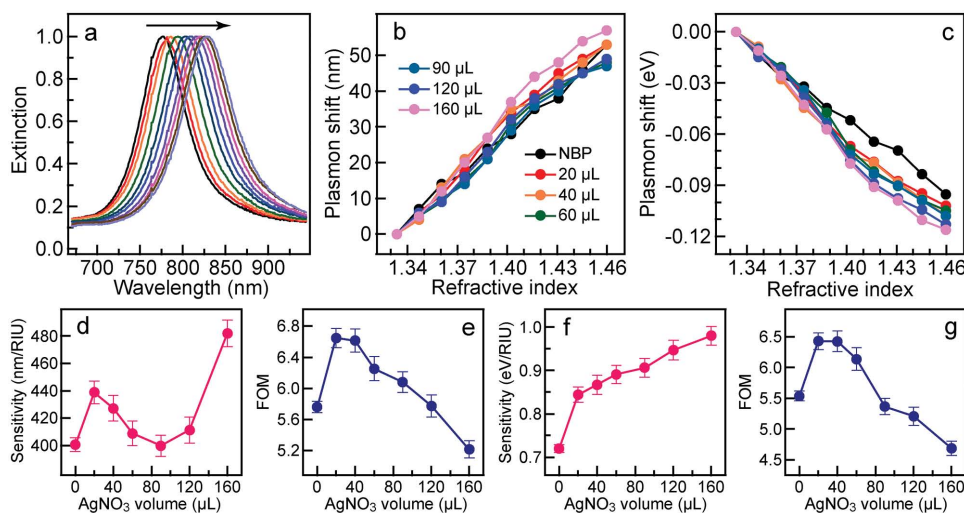 a
Extinction
1.0
0.8
0.6
0.4
0.2
0.0
700 750 800 850 900
Wavelength (nm)
b
Plasmon shift (nm)
50
40
30
20
10
0
90 µL
120 µL
160 µL
NBP
20 µL
40 µL
60 µL
1.34 1.37 1.40 1.43 1.46
Refractive index
c
Plasmon shift (eV)
0.00
-0.03
-0.06
-0.09
-0.12
1.34 1.37 1.40 1.43 1.46
Refractive index
d
Sensitivity (nm/RIU)
480
460
440
420
400
0 40 80 120 160
AgNO3 volume (µL)
e
FOM
6.8
6.4
6.0
5.6
5.2
0 40 80 120 160
AgNO3 volume (µL)
f
Sensitivity (eV/RIU)
1.0
0.9
0.8
0.7
0 40 80 120 160
AgNO3 volume (µL)
g
FOM
6.5
6.0
5.5
5.0
4.5
0 40 80 120 160
AgNO3 volume (µL)